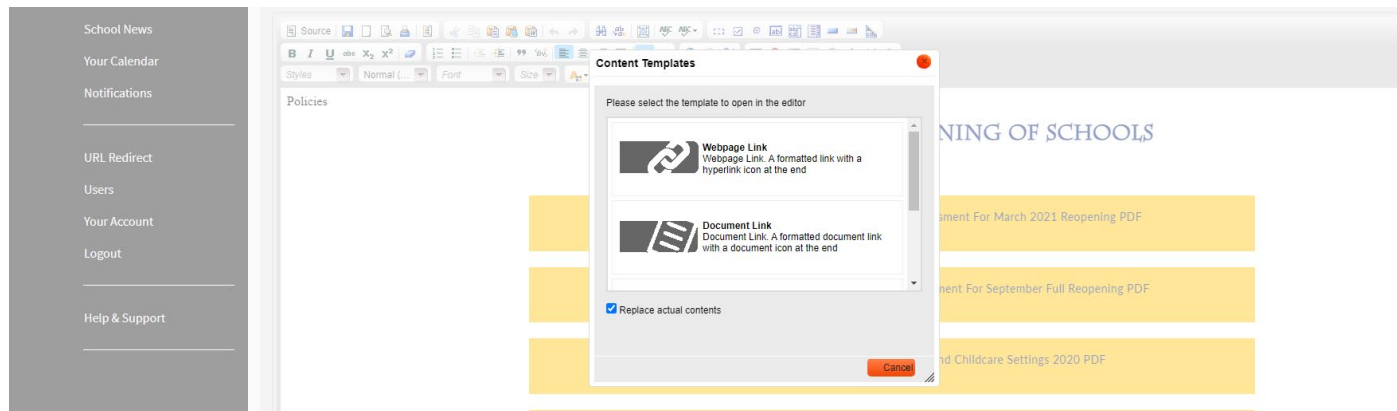 School News
Your Calendar
Notifications
URL Redirect
Users
Your Account
Logout
Help & Support
Source
B I U abc X₂ X²
Styles Normal (... Font Size
Policies
Content Templates
Please select the template to open in the editor
Webpage Link
Webpage Link. A formatted link with a
hyperlink icon at the end
Document Link
Document Link. A formatted document link
with a document icon at the end
Replace actual contents
Cancel
NING OF SCHOOLS
sment For March 2021 Reopening PDF
ment For September Full Reopening PDF
nd Childcare Settings 2020 PDF